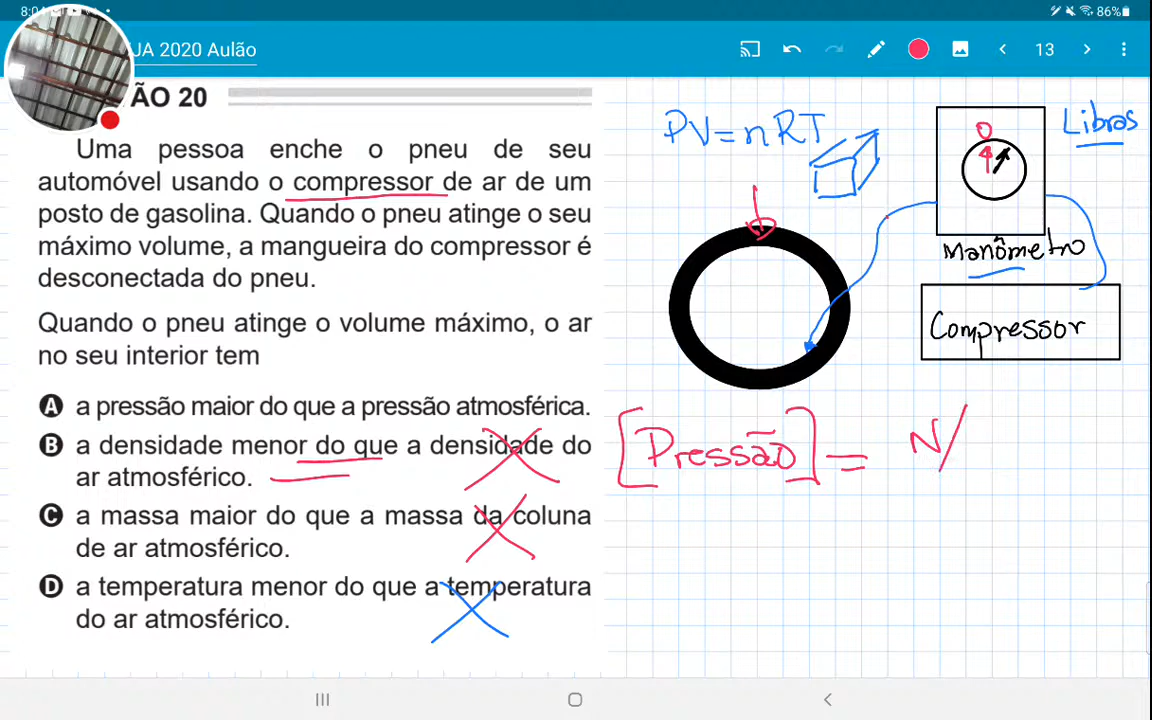 8:04
86%
JA 2020 Aulão
13
ÃO 20
Uma pessoa enche o pneu de seu
automóvel usando o compressor de ar de um
posto de gasolina. Quando o pneu atinge o seu
máximo volume, a mangueira do compressor é
desconectada do pneu.
Quando o pneu atinge o volume máximo, o ar
no seu interior tem
A a pressão maior do que a pressão atmosférica.
B a densidade menor do que a densidade do
ar atmosférico.
C a massa maior do que a massa da coluna
de ar atmosférico.
D a temperatura menor do que a temperatura
do ar atmosférico.
PV=nRT
0
Libras
Manômetro
Compressor
[Pressão] = N/